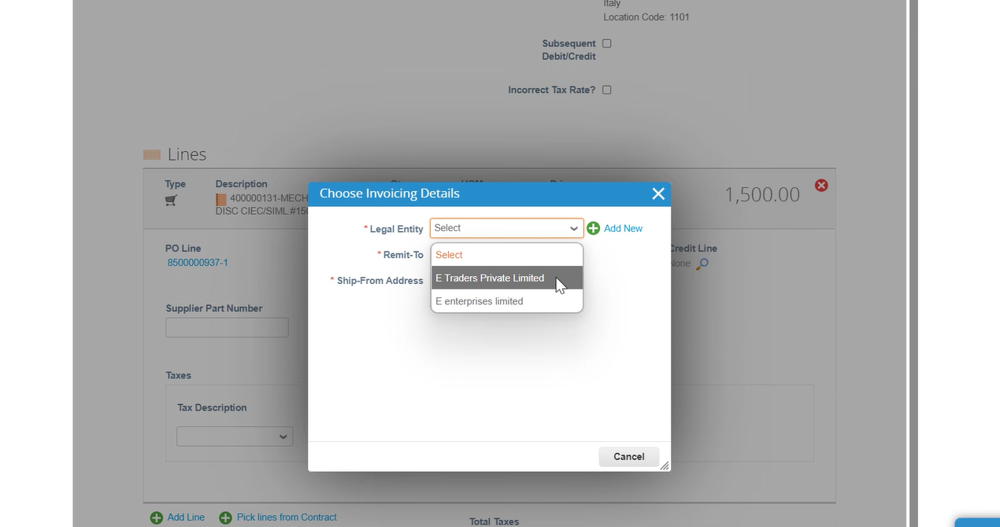 Italy
Location Code: 1101
Subsequent
Debit/Credit
Incorrect Tax Rate?
Lines
Type
Description
400000131-MECH
DISC CIEC/SIML #150
1,500.00
Choose Invoicing Details
* Legal Entity
Select
Add New
* Remit-To
Select
E Traders Private Limited
* Ship-From Address
E enterprises limited
PO Line
8500000937-1
Credit Line
None
Supplier Part Number
Taxes
Tax Description
Cancel
Add Line
Pick lines from Contract
Total Taxes